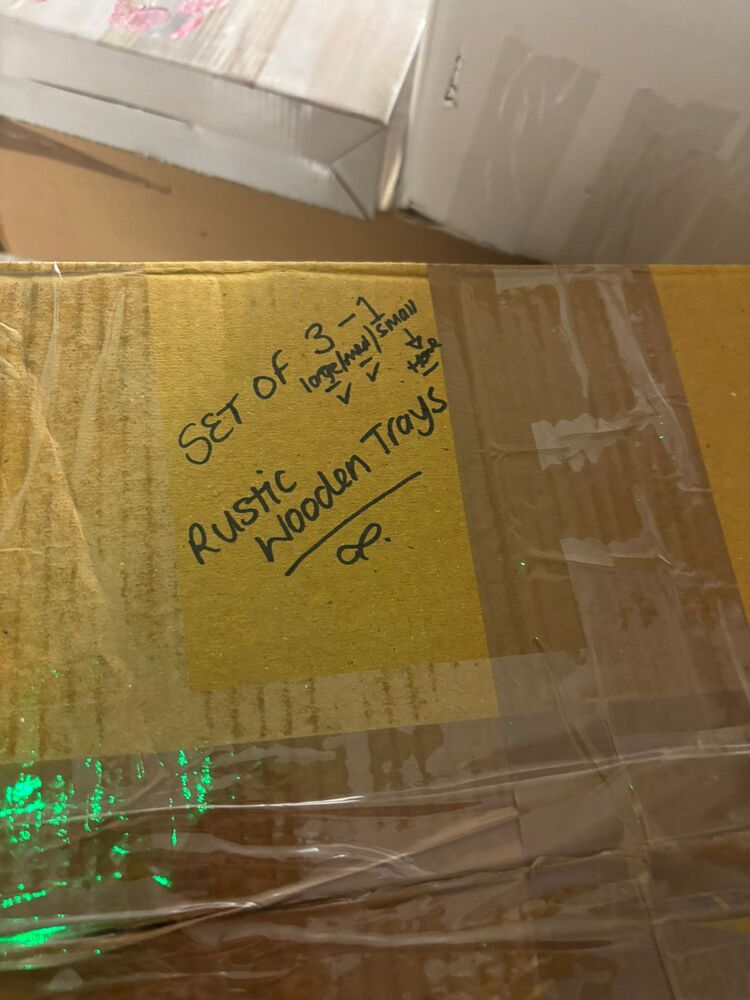 SET OF 3 - 1
large/med/small
Rustic
Wooden Trays